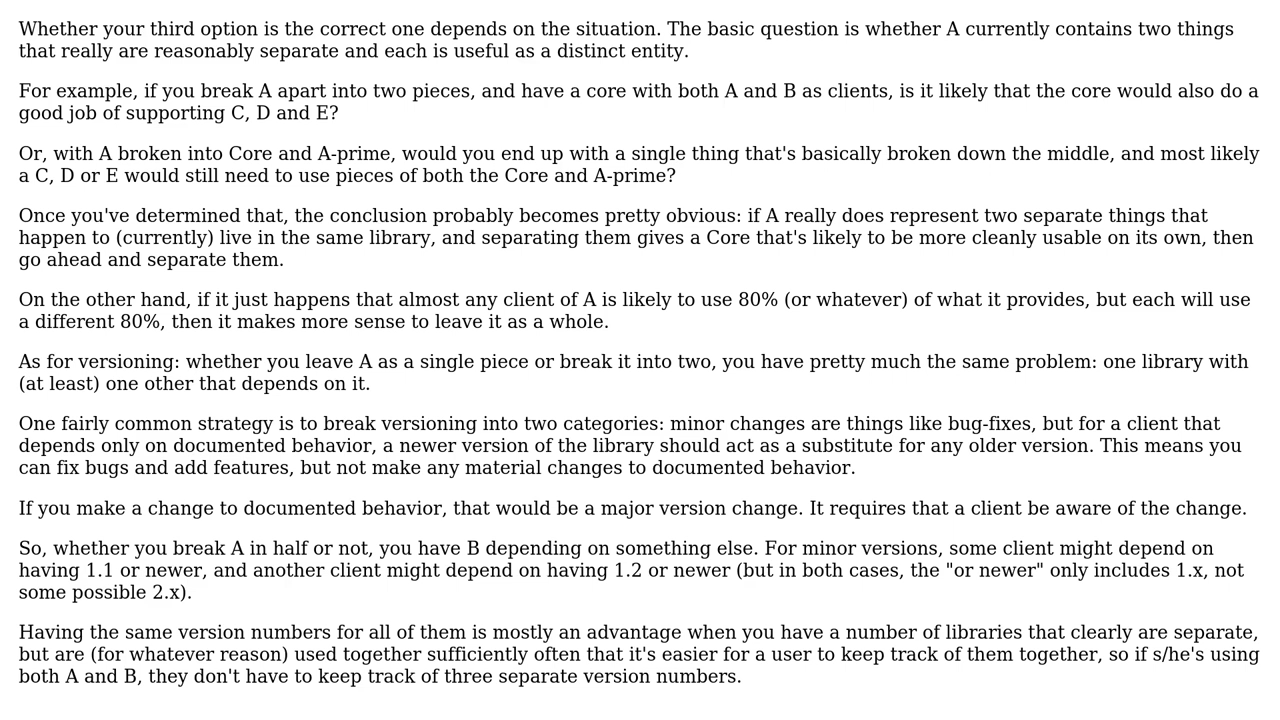 Whether your third option is the correct one depends on the situation. The basic question is whether A currently contains two things
that really are reasonably separate and each is useful as a distinct entity.
For example, if you break A apart into two pieces, and have a core with both A and B as clients, is it likely that the core would also do a
good job of supporting C, D and E?
Or, with A broken into Core and A-prime, would you end up with a single thing that's basically broken down the middle, and most likely
a C, D or E would still need to use pieces of both the Core and A-prime?
Once you've determined that, the conclusion probably becomes pretty obvious: if A really does represent two separate things that
happen to (currently) live in the same library, and separating them gives a Core that's likely to be more cleanly usable on its own, then
go ahead and separate them.
On the other hand, if it just happens that almost any client of A is likely to use 80% (or whatever) of what it provides, but each will use
a different 80%, then it makes more sense to leave it as a whole.
As for versioning: whether you leave A as a single piece or break it into two, you have pretty much the same problem: one library with
(at least) one other that depends on it.
One fairly common strategy is to break versioning into two categories: minor changes are things like bug-fixes, but for a client that
depends only on documented behavior, a newer version of the library should act as a substitute for any older version. This means you
can fix bugs and add features, but not make any material changes to documented behavior.
If you make a change to documented behavior, that would be a major version change. It requires that a client be aware of the change.
So, whether you break A in half or not, you have B depending on something else. For minor versions, some client might depend on
having 1.1 or newer, and another client might depend on having 1.2 or newer (but in both cases, the "or newer" only includes 1.x, not
some possible 2.x).
Having the same version numbers for all of them is mostly an advantage when you have a number of libraries that clearly are separate,
but are (for whatever reason) used together sufficiently often that it's easier for a user to keep track of them together, so if s/he's using
both A and B, they don't have to keep track of three separate version numbers.